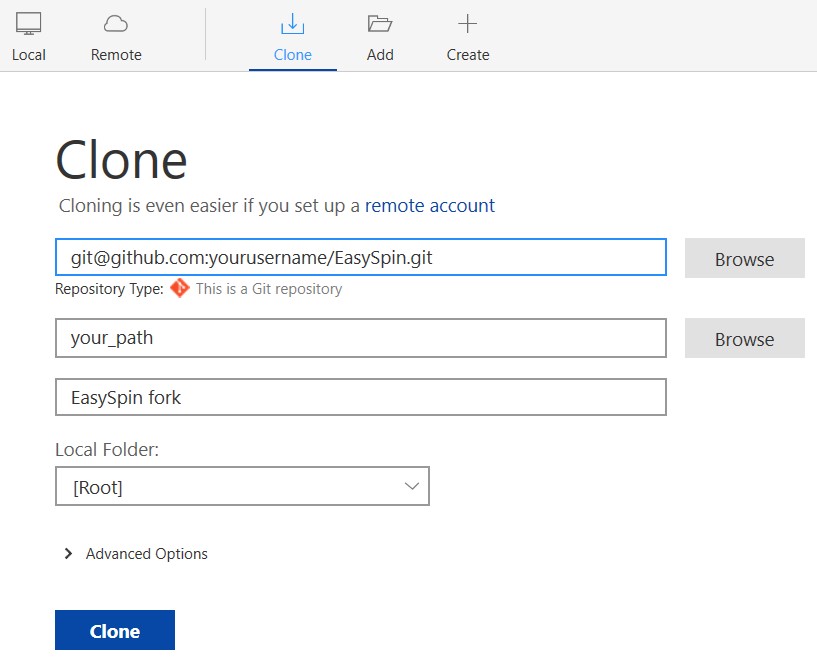 Local
Remote
Clone
Add
Create
Clone
Cloning is even easier if you set up a remote account
git@github.com:yourusername/EasySpin.git
Browse
Repository Type: This is a Git repository
your_path
Browse
EasySpin fork
Local Folder:
[Root]
Advanced Options
Clone